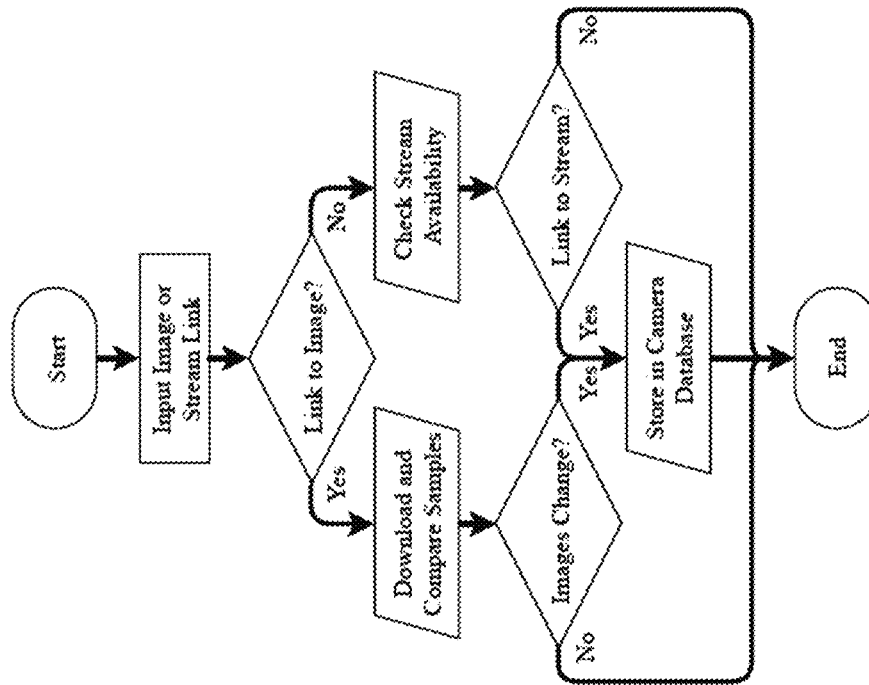 Start
Input Image or
Stream Link
Link to Image?
Yes
No
Download and
Compare Samples
Check Stream
Availability
Images Change?
Link to Stream?
No
Yes
Yes
No
Store in Camera
Database
End